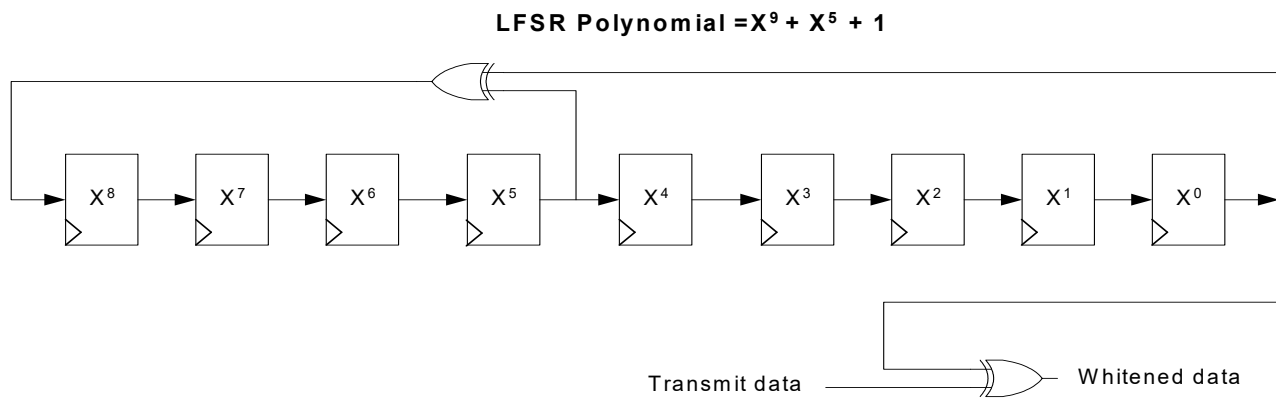 LFSR Polynomial =X⁹ + X⁵ + 1
X⁸ X⁷ X⁶ X⁵ X⁴ X³ X² X¹ X⁰
Transmit data Whitened data